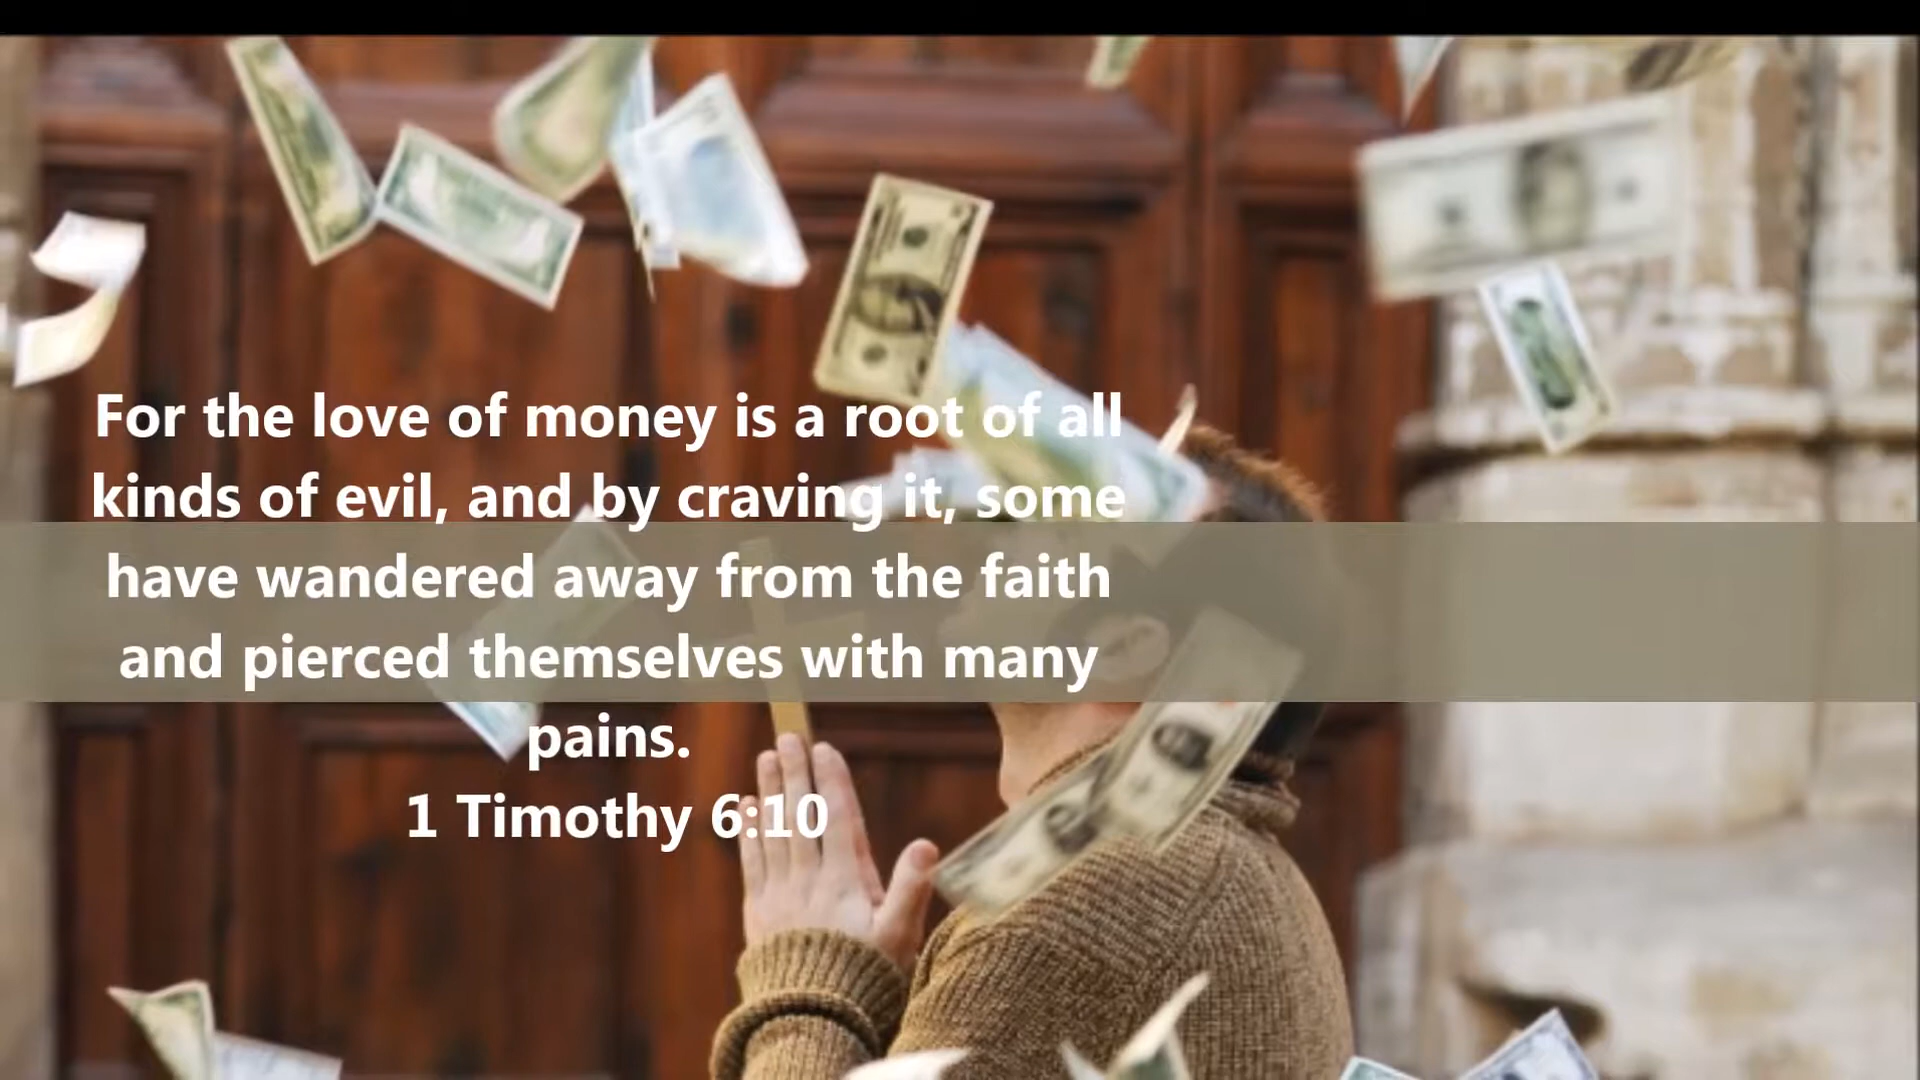 For the love of money is a root of all
kinds of evil, and by craving it, some
have wandered away from the faith
and pierced themselves with many
pains.
1 Timothy 6:10